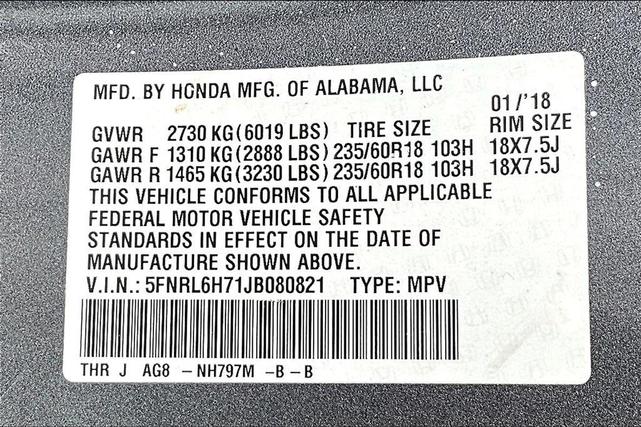 MFD. BY HONDA MFG. OF ALABAMA, LLC
01/'18
GVWR 2730 KG(6019 LBS) TIRE SIZE RIM SIZE
GAWR F 1310 KG(2888 LBS) 235/60R18 103H 18X7.5J
GAWR R 1465 KG(3230 LBS) 235/60R18 103H 18X7.5J
THIS VEHICLE CONFORMS TO ALL APPLICABLE
FEDERAL MOTOR VEHICLE SAFETY
STANDARDS IN EFFECT ON THE DATE OF
MANUFACTURE SHOWN ABOVE.
V.I.N.: 5FNRL6H71JB080821 TYPE: MPV
THR J AG8 -NH797M -B-B